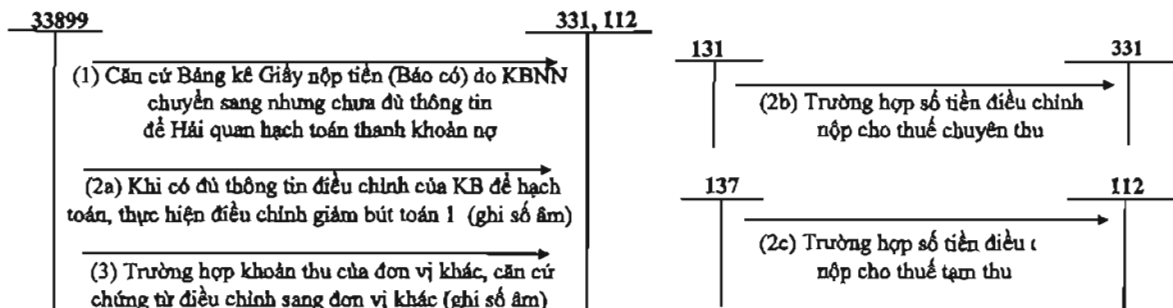 33899
331, 112
(1) Căn cứ Bảng kê Giấy nộp tiền (Báo có) do KBNN
chuyển sang nhưng chưa đủ thông tin
để Hải quan hạch toán thanh khoản nợ
(2a) Khi có đủ thông tin điều chỉnh của KB để hạch
toán, thực hiện điều chỉnh giảm bút toán 1 (ghi số âm)
(3) Trường hợp khoản thu của đơn vị khác, căn cứ
chứng từ điều chỉnh sang đơn vị khác (ghi số âm)
131
331
(2b) Trường hợp số tiền điều chỉnh
nộp cho thuế chuyên thu
137
112
(2c) Trường hợp số tiền điều
nộp cho thuế tạm thu